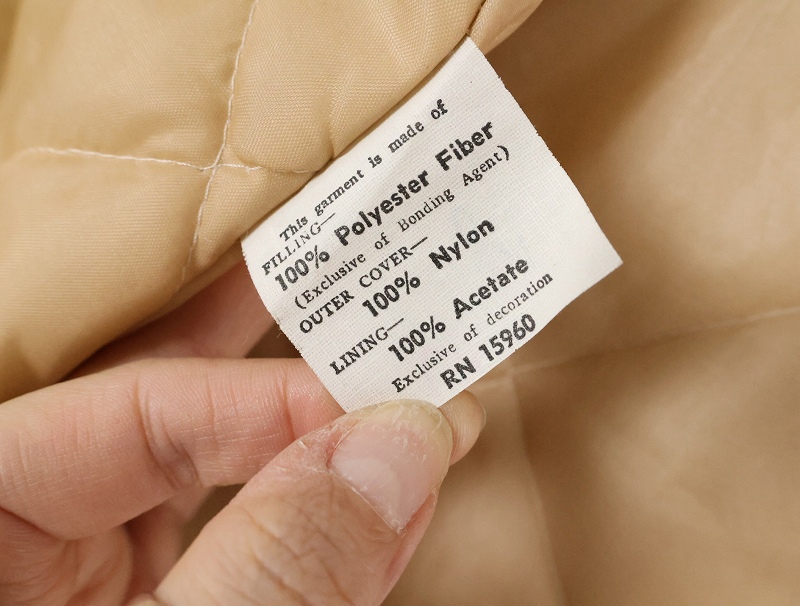 This garment is made of
FILLING—
100% Polyester Fiber
(Exclusive of Bonding Agent)
OUTER COVER—
100% Nylon
LINING—
100% Acetate
Exclusive of decoration
RN 15960